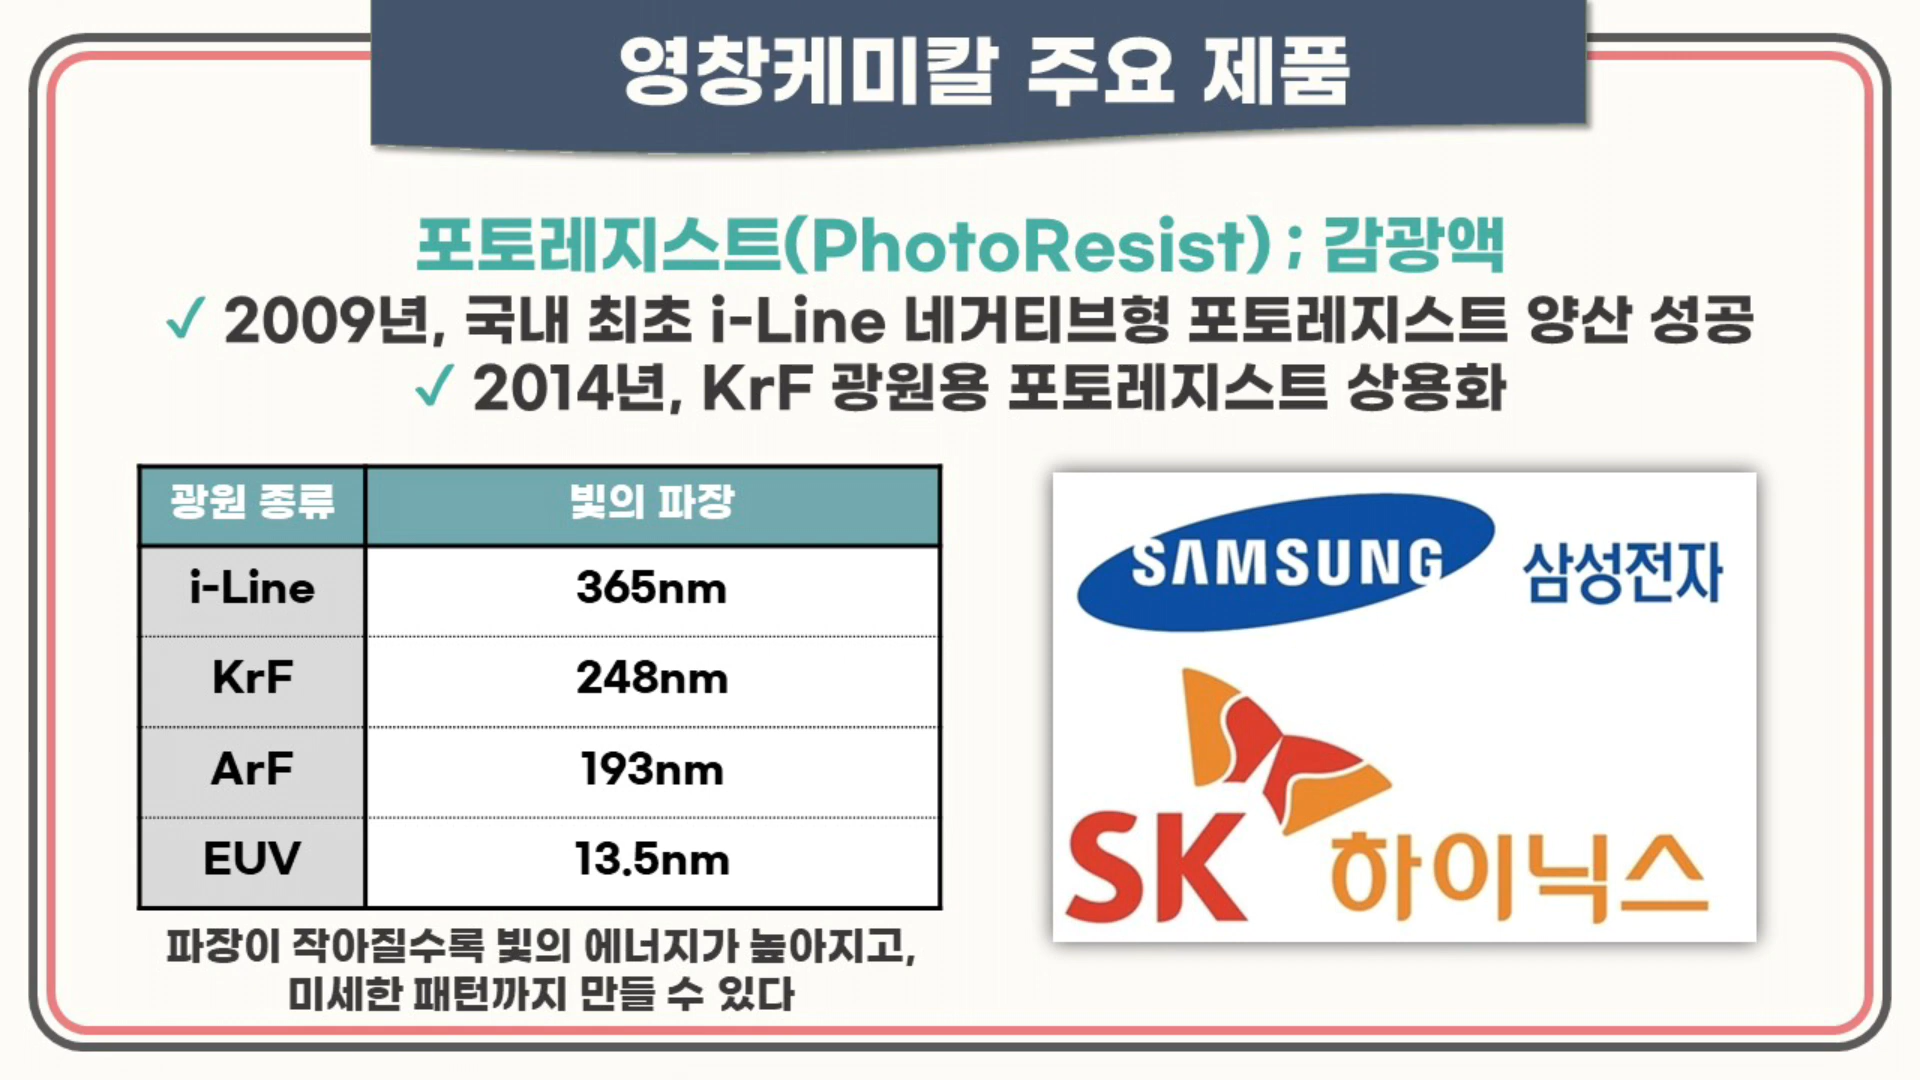 영창케미칼 주요 제품
포토레지스트(PhotoResist) ; 감광액
✓ 2009년, 국내 최초 i-Line 네거티브형 포토레지스트 양산 성공
✓ 2014년, KrF 광원용 포토레지스트 상용화
광원 종류 빛의 파장
i-Line 365nm
KrF 248nm
ArF 193nm
EUV 13.5nm
파장이 작아질수록 빛의 에너지가 높아지고,
미세한 패턴까지 만들 수 있다
SAMSUNG 삼성전자
SK 하이닉스